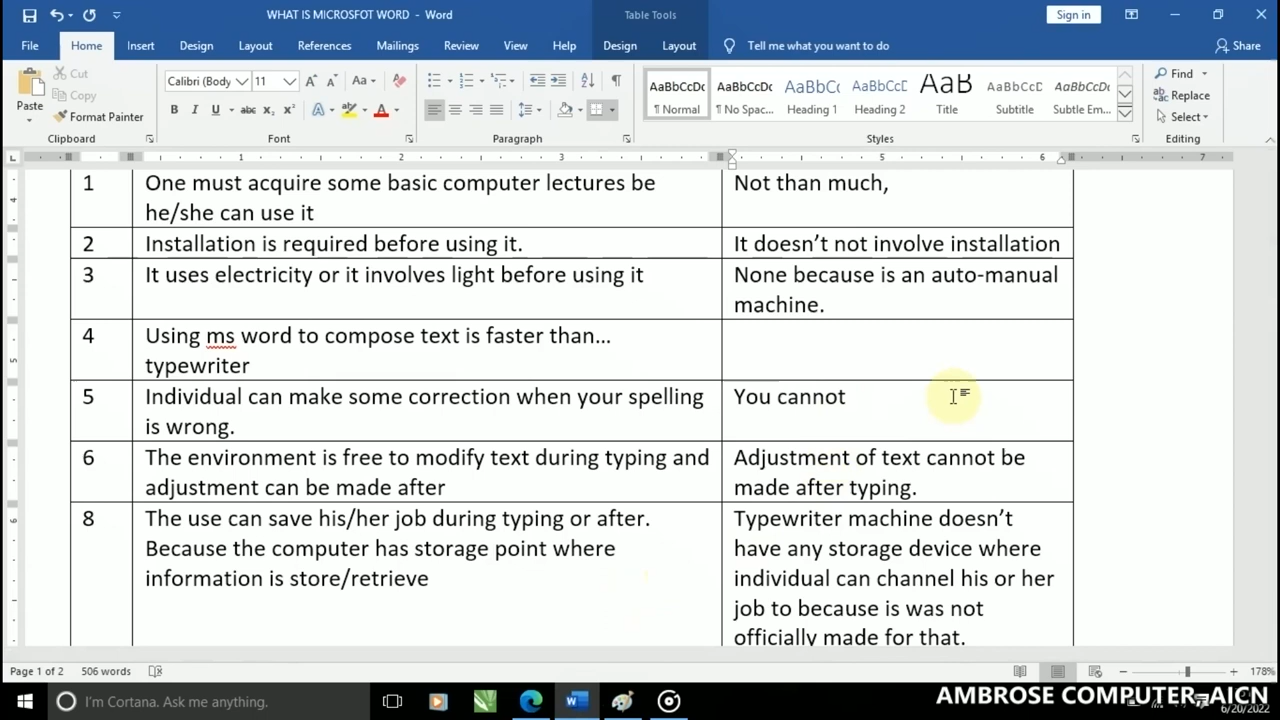 WHAT IS MICROSFOT WORD - Word
Table Tools
Sign in
File Home Insert Design Layout References Mailings Review View Help Design Layout Tell me what you want to do Share
Paste
Cut
Copy
Format Painter
Clipboard
Calibri (Body 11
Font
Paragraph
AaBbCcDc AaBbCcDc AaBbCc AaBbCcD AaB AaBbCcD AaBbCcDc
¶ Normal ¶ No Spac... Heading 1 Heading 2 Title Subtitle Subtle Em...
Styles
Find
Replace
Select
Editing
1 2 3 5 6 7
1 One must acquire some basic computer lectures be
he/she can use it
Not than much,
2 Installation is required before using it. It doesn’t not involve installation
3 It uses electricity or it involves light before using it
None because is an auto-manual
machine.
4 Using ms word to compose text is faster than...
typewriter
5 Individual can make some correction when your spelling
is wrong.
You cannot
6 The environment is free to modify text during typing and
adjustment can be made after
Adjustment of text cannot be
made after typing.
8 The use can save his/her job during typing or after.
Because the computer has storage point where
information is store/retrieve
Typewriter machine doesn’t
have any storage device where
individual can channel his or her
job to because is was not
officially made for that.
Page 1 of 2 506 words 178%
I'm Cortana. Ask me anything.
AMBROSE COMPUTER, AICN
6/20/2022